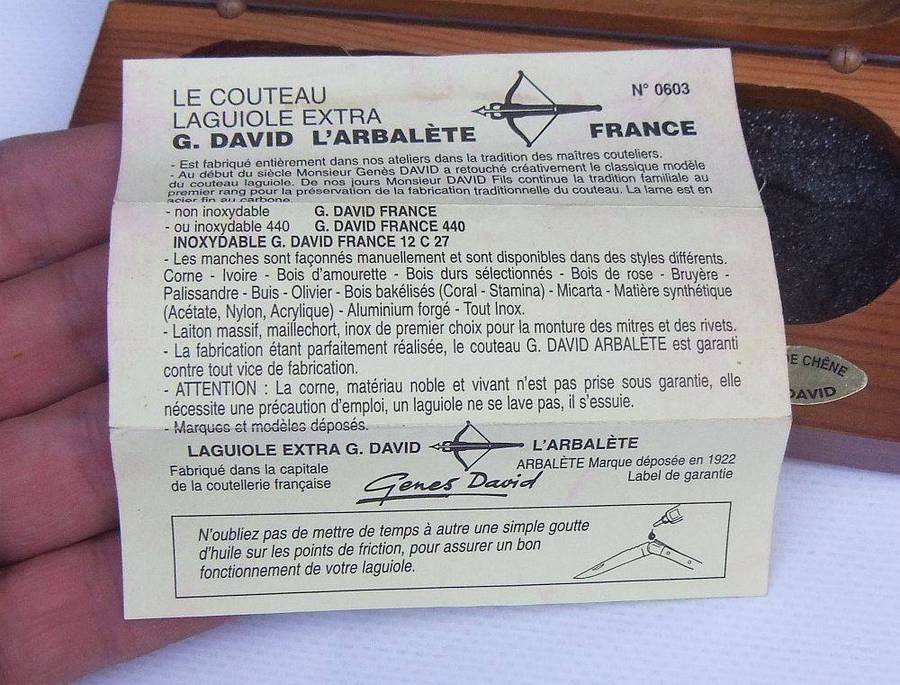 LE COUTEAU
LAGUIOLE EXTRA
G. DAVID L'ARBALÈTE
N° 0603
FRANCE
- Est fabriqué entièrement dans nos ateliers dans la tradition des maîtres couteliers.
- Au début du siècle Monsieur Genès DAVID a retouché créativement le classique modèle
du couteau laguiole. De nos jours Monsieur DAVID Fils continue la tradition familiale au
premier rang pour la préservation de la fabrication traditionnelle du couteau. La lame est en
acier fin au carbone.
- non inoxydable G. DAVID FRANCE
- ou inoxydable 440 G. DAVID FRANCE 440
INOXYDABLE G. DAVID FRANCE 12 C 27
- Les manches sont façonnés manuellement et sont disponibles dans des styles différents.
Corne - Ivoire - Bois d'amourette - Bois durs sélectionnés - Bois de rose - Bruyère -
Palissandre - Buis - Olivier - Bois bakélisés (Coral - Stamina) - Micarta - Matière synthétique
(Acétate, Nylon, Acrylique) - Aluminium forgé - Tout Inox.
- Laiton massif, maillechort, inox de premier choix pour la monture des mitres et des rivets.
- La fabrication étant parfaitement réalisée, le couteau G. DAVID ARBALÈTE est garanti
contre tout vice de fabrication.
- ATTENTION : La corne, matériau noble et vivant n'est pas prise sous garantie, elle
nécessite une précaution d'emploi, un laguiole ne se lave pas, il s'essuie.
- Marques et modèles déposés.
LAGUIOLE EXTRA G. DAVID L'ARBALÈTE
Fabriqué dans la capitale
de la coutellerie française
Genes David
ARBALÈTE Marque déposée en 1922
Label de garantie
N'oubliez pas de mettre de temps à autre une simple goutte
d'huile sur les points de friction, pour assurer un bon
fonctionnement de votre laguiole.
DE CHÊNE
DAVID